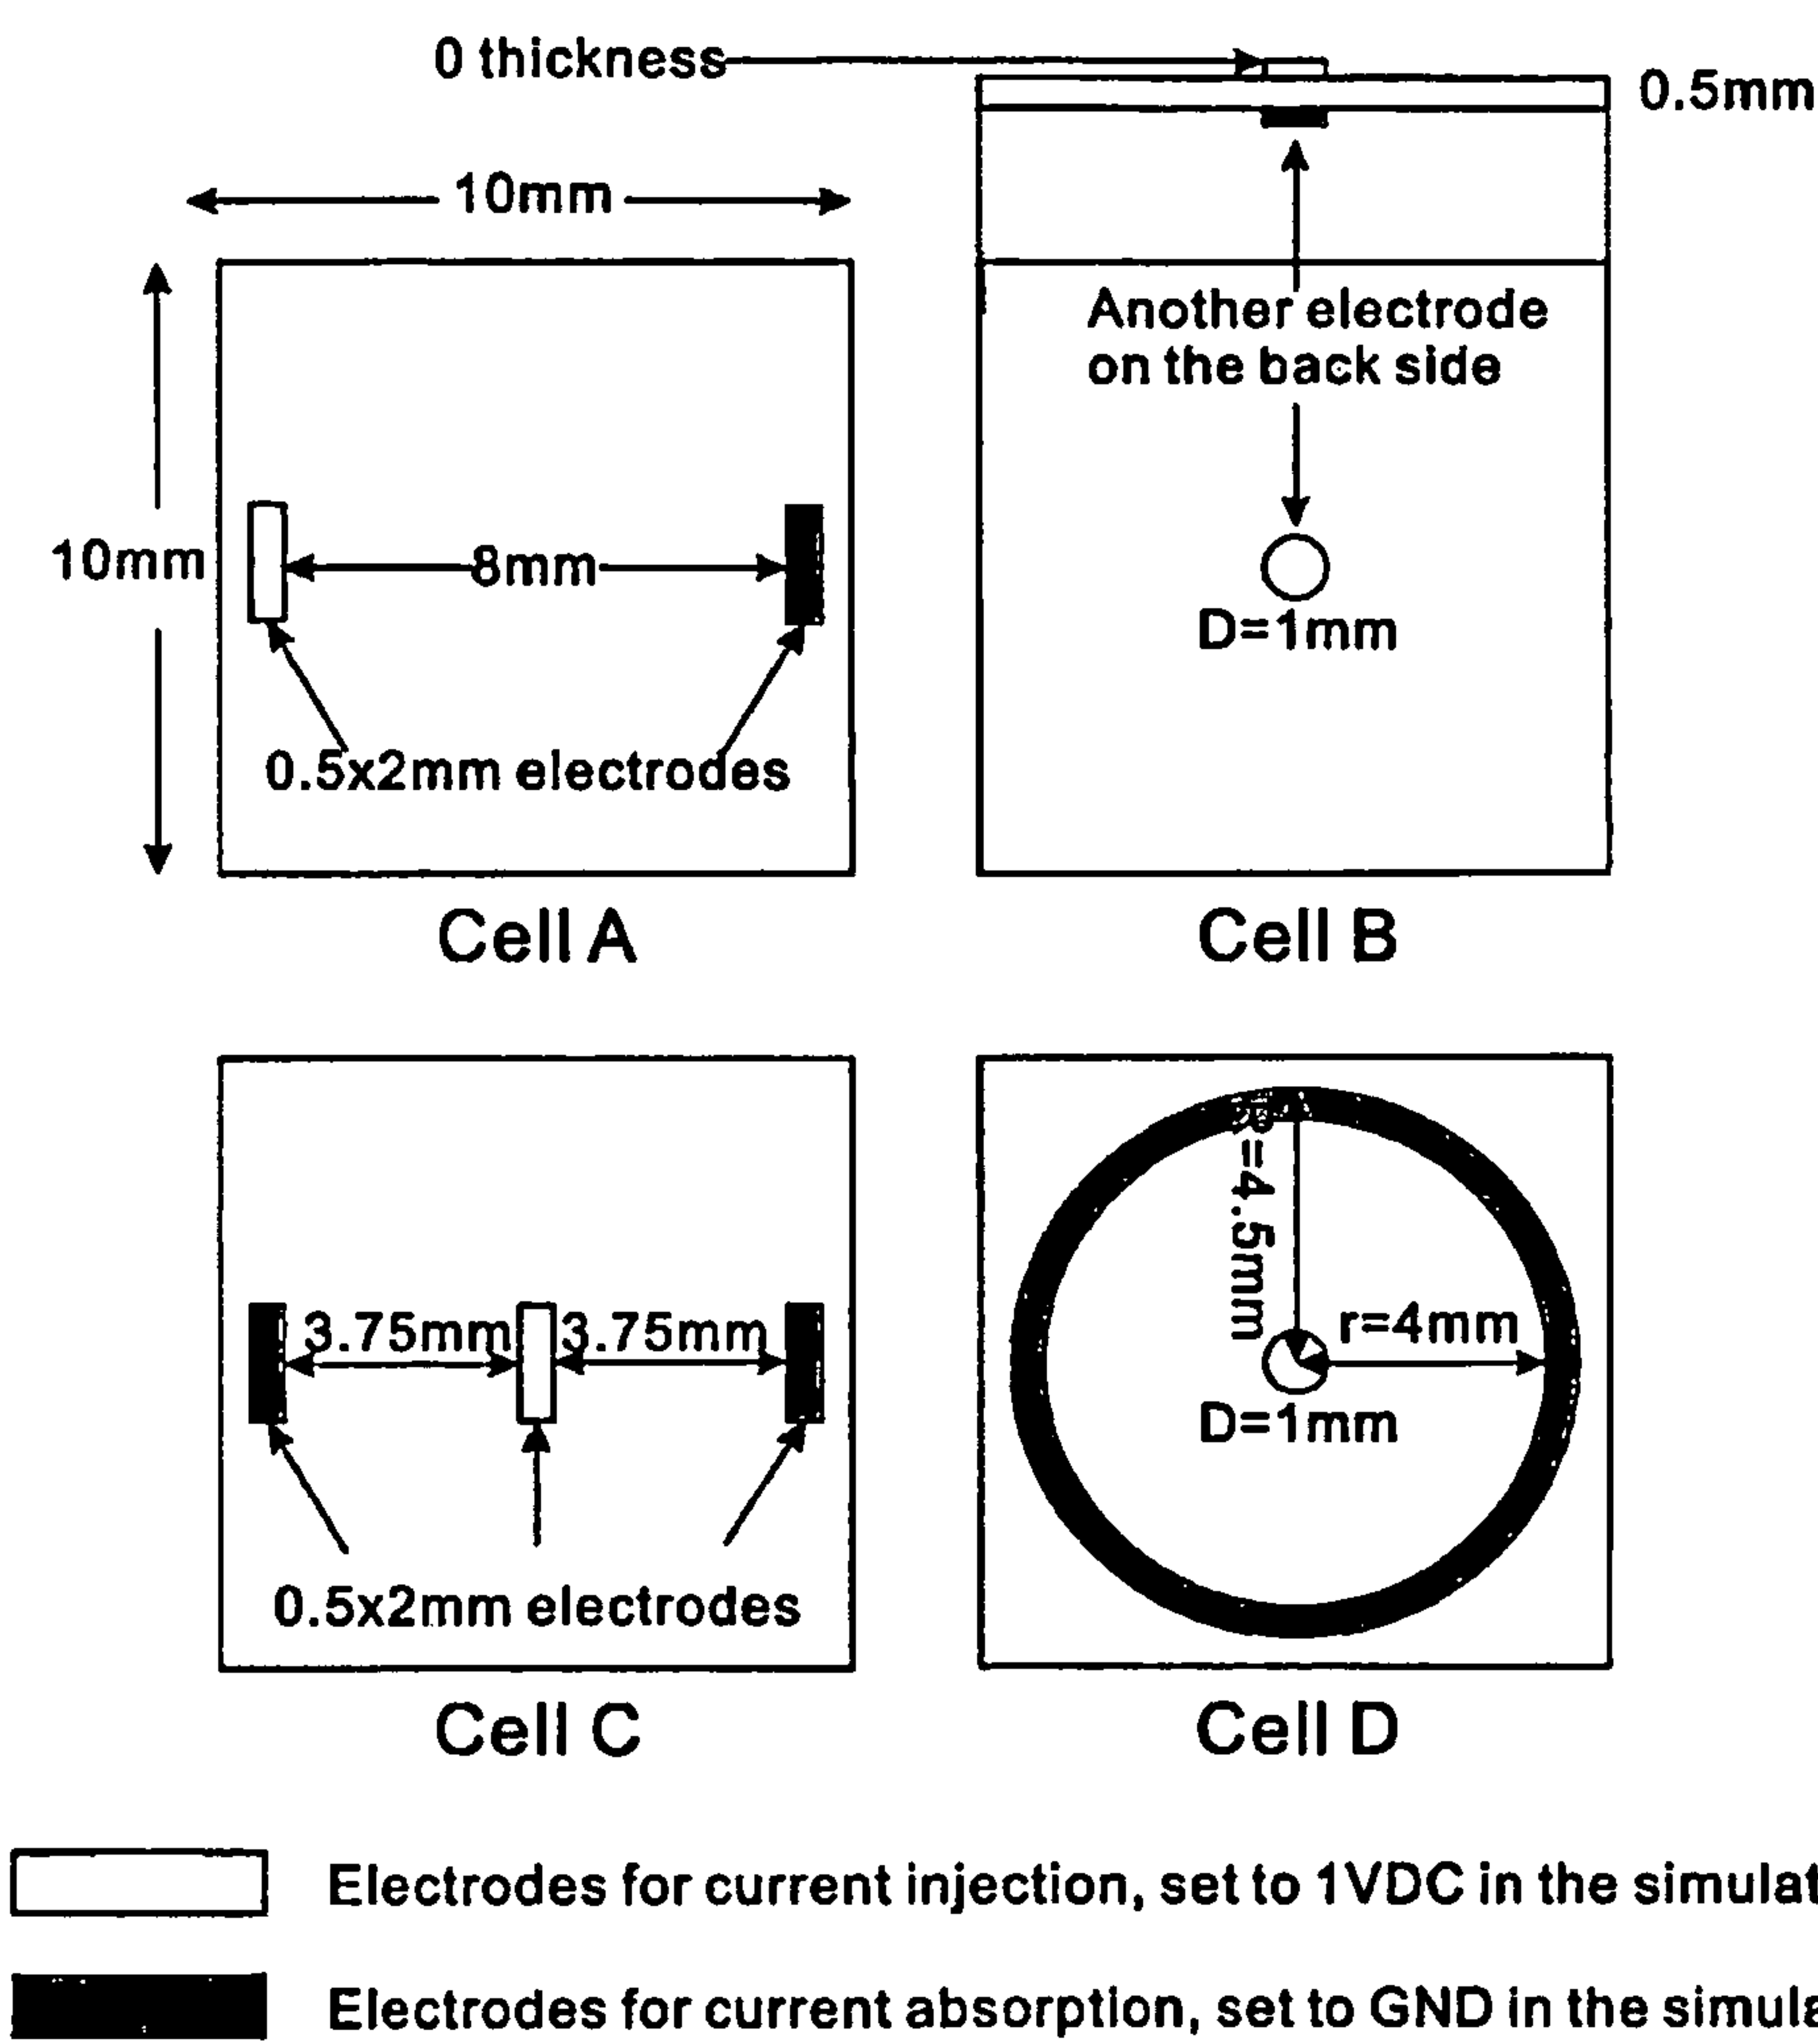 0 thickness
0.5mm
10mm
10mm
8mm
0.5x2mm electrodes
Cell A
Another electrode
on the back side
D=1mm
Cell B
3.75mm 3.75mm
0.5x2mm electrodes
Cell C
=4.5mm
r=4mm
D=1mm
Cell D
Electrodes for current injection, set to 1VDC in the simulat
Electrodes for current absorption, set to GND in the simula